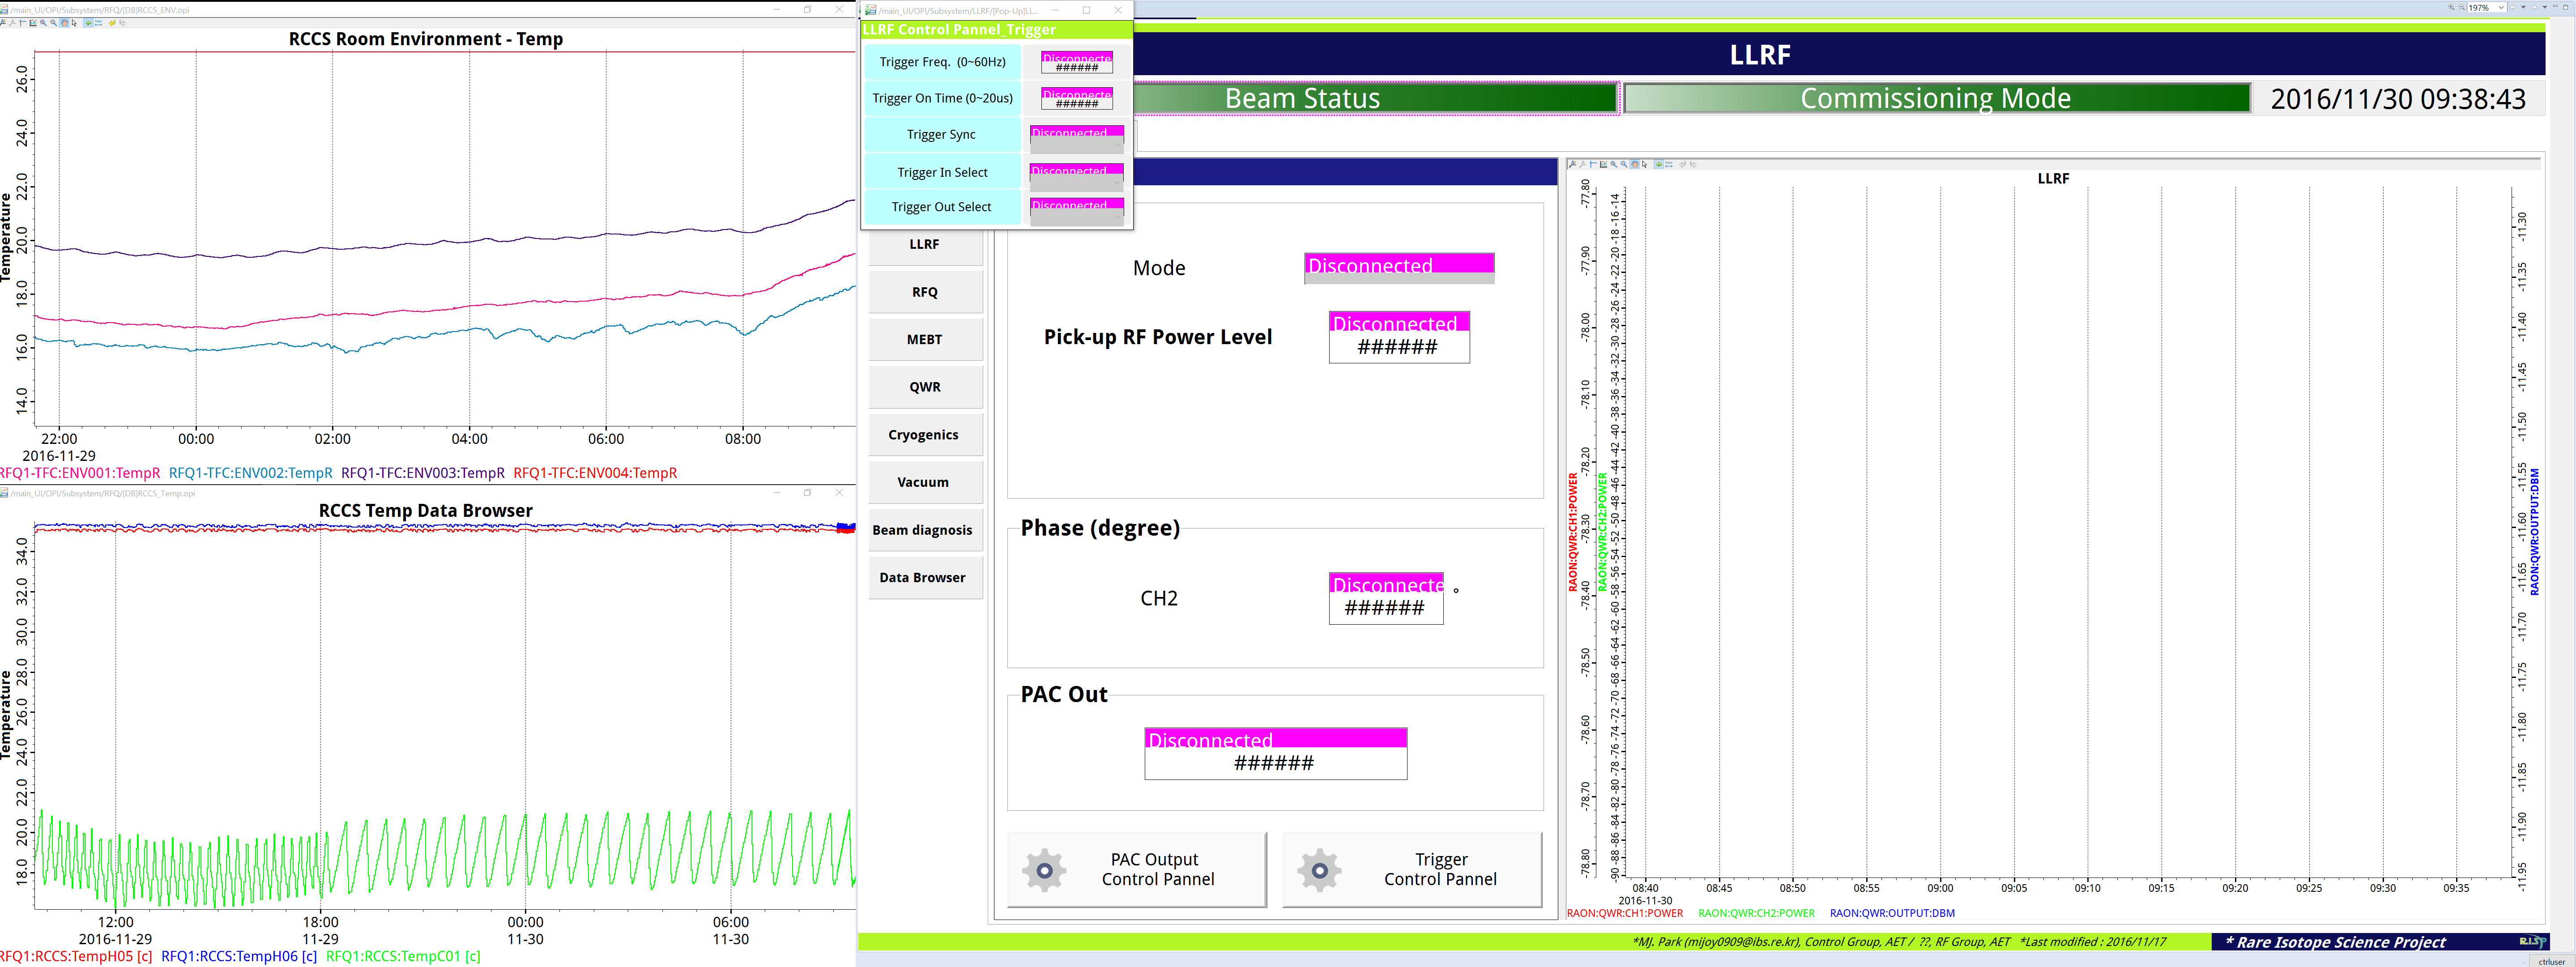 /main_UI/OPI/Subsystem/RFQ/[DB]RCCS_ENV.opi
RCCS Room Environment - Temp
Temperature
26.0
24.0
22.0
20.0
18.0
16.0
14.0
22:00 00:00 02:00 04:00 06:00 08:00
2016-11-29
RFQ1-TFC:ENV001:TempR RFQ1-TFC:ENV002:TempR RFQ1-TFC:ENV003:TempR RFQ1-TFC:ENV004:TempR
/main_UI/OPI/Subsystem/RFQ/[DB]RCCS_Temp.opi
RCCS Temp Data Browser
Temperature
34.0
32.0
30.0
28.0
26.0
24.0
22.0
20.0
18.0
12:00 18:00 00:00 06:00
2016-11-29 11-29 11-30 11-30
RFQ1:RCCS:TempH05 [c] RFQ1:RCCS:TempH06 [c] RFQ1:RCCS:TempC01 [c]
/main_UI/OPI/Subsystem/LLRF/[Pop-Up]LL...
LLRF Control Pannel_Trigger
Trigger Freq. (0~60Hz) Disconnecte
######
Trigger On Time (0~20us) Disconnecte
######
Trigger Sync Disconnected
Trigger In Select Disconnected
Trigger Out Select Disconnected
197%
LLRF
Beam Status Commissioning Mode 2016/11/30 09:38:43
LLRF
RFQ
MEBT
QWR
Cryogenics
Vacuum
Beam diagnosis
Data Browser
Mode Disconnected
Pick-up RF Power Level Disconnected
######
Phase (degree)
CH2 Disconnecte °
######
PAC Out
Disconnected
######
PAC Output
Control Pannel
Trigger
Control Pannel
LLRF
RAON:QWR:CH1:POWER
-77.80
-77.90
-78.00
-78.10
-78.20
-78.30
-78.40
-78.50
-78.60
-78.70
-78.80
RAON:QWR:CH2:POWER
-14
-16
-18
-20
-22
-24
-26
-28
-30
-32
-34
-36
-38
-40
-42
-44
-46
-48
-50
-52
-54
-56
-58
-60
-62
-64
-66
-68
-70
-72
-74
-76
-78
-80
-82
-84
-86
-88
-90
-11.30
-11.35
-11.40
-11.45
-11.50
-11.55
-11.60
-11.65
-11.70
-11.75
-11.80
-11.85
-11.90
-11.95
RAON:QWR:OUTPUT:DBM
08:40 08:45 08:50 08:55 09:00 09:05 09:10 09:15 09:20 09:25 09:30 09:35
2016-11-30
RAON:QWR:CH1:POWER RAON:QWR:CH2:POWER RAON:QWR:OUTPUT:DBM
*MJ. Park (mijoy0909@ibs.re.kr), Control Group, AET / ??, RF Group, AET *Last modified : 2016/11/17
* Rare Isotope Science Project RISP
ctrluser